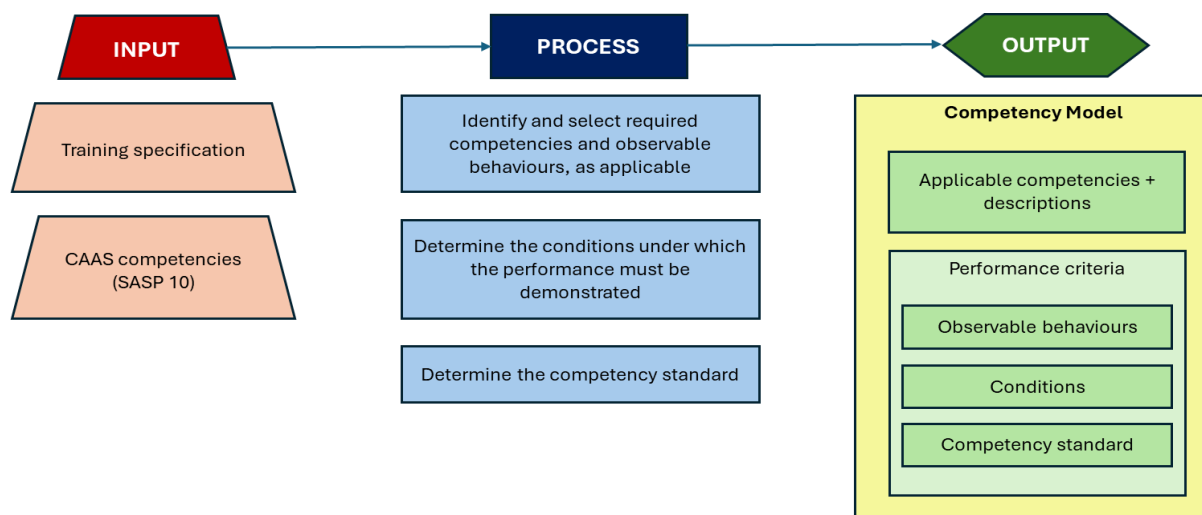 INPUT
PROCESS
OUTPUT
Training specification
CAAS competencies
(SASP 10)
Identify and select required
competencies and observable
behaviours, as applicable
Determine the conditions under which
the performance must be
demonstrated
Determine the competency standard
Competency Model
Applicable competencies +
descriptions
Performance criteria
Observable behaviours
Conditions
Competency standard